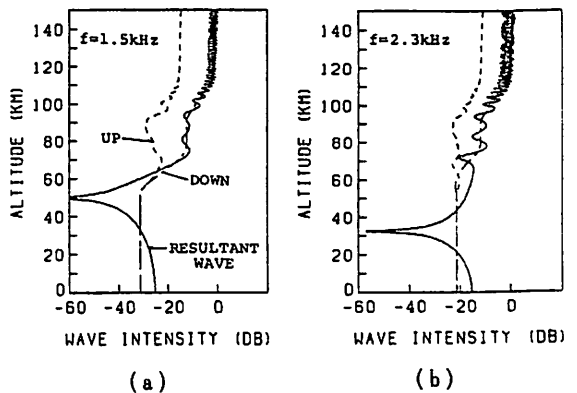 f=1.5kHz
140
120
100
80
60
40
20
0
ALTITUDE (KM)
UP
DOWN
RESULTANT
WAVE
-60 -40 -20 0
WAVE INTENSITY (DB)
(a)
f=2.3kHz
140
120
100
80
60
40
20
0
ALTITUDE (KM)
-60 -40 -20 0
WAVE INTENSITY (DB)
(b)